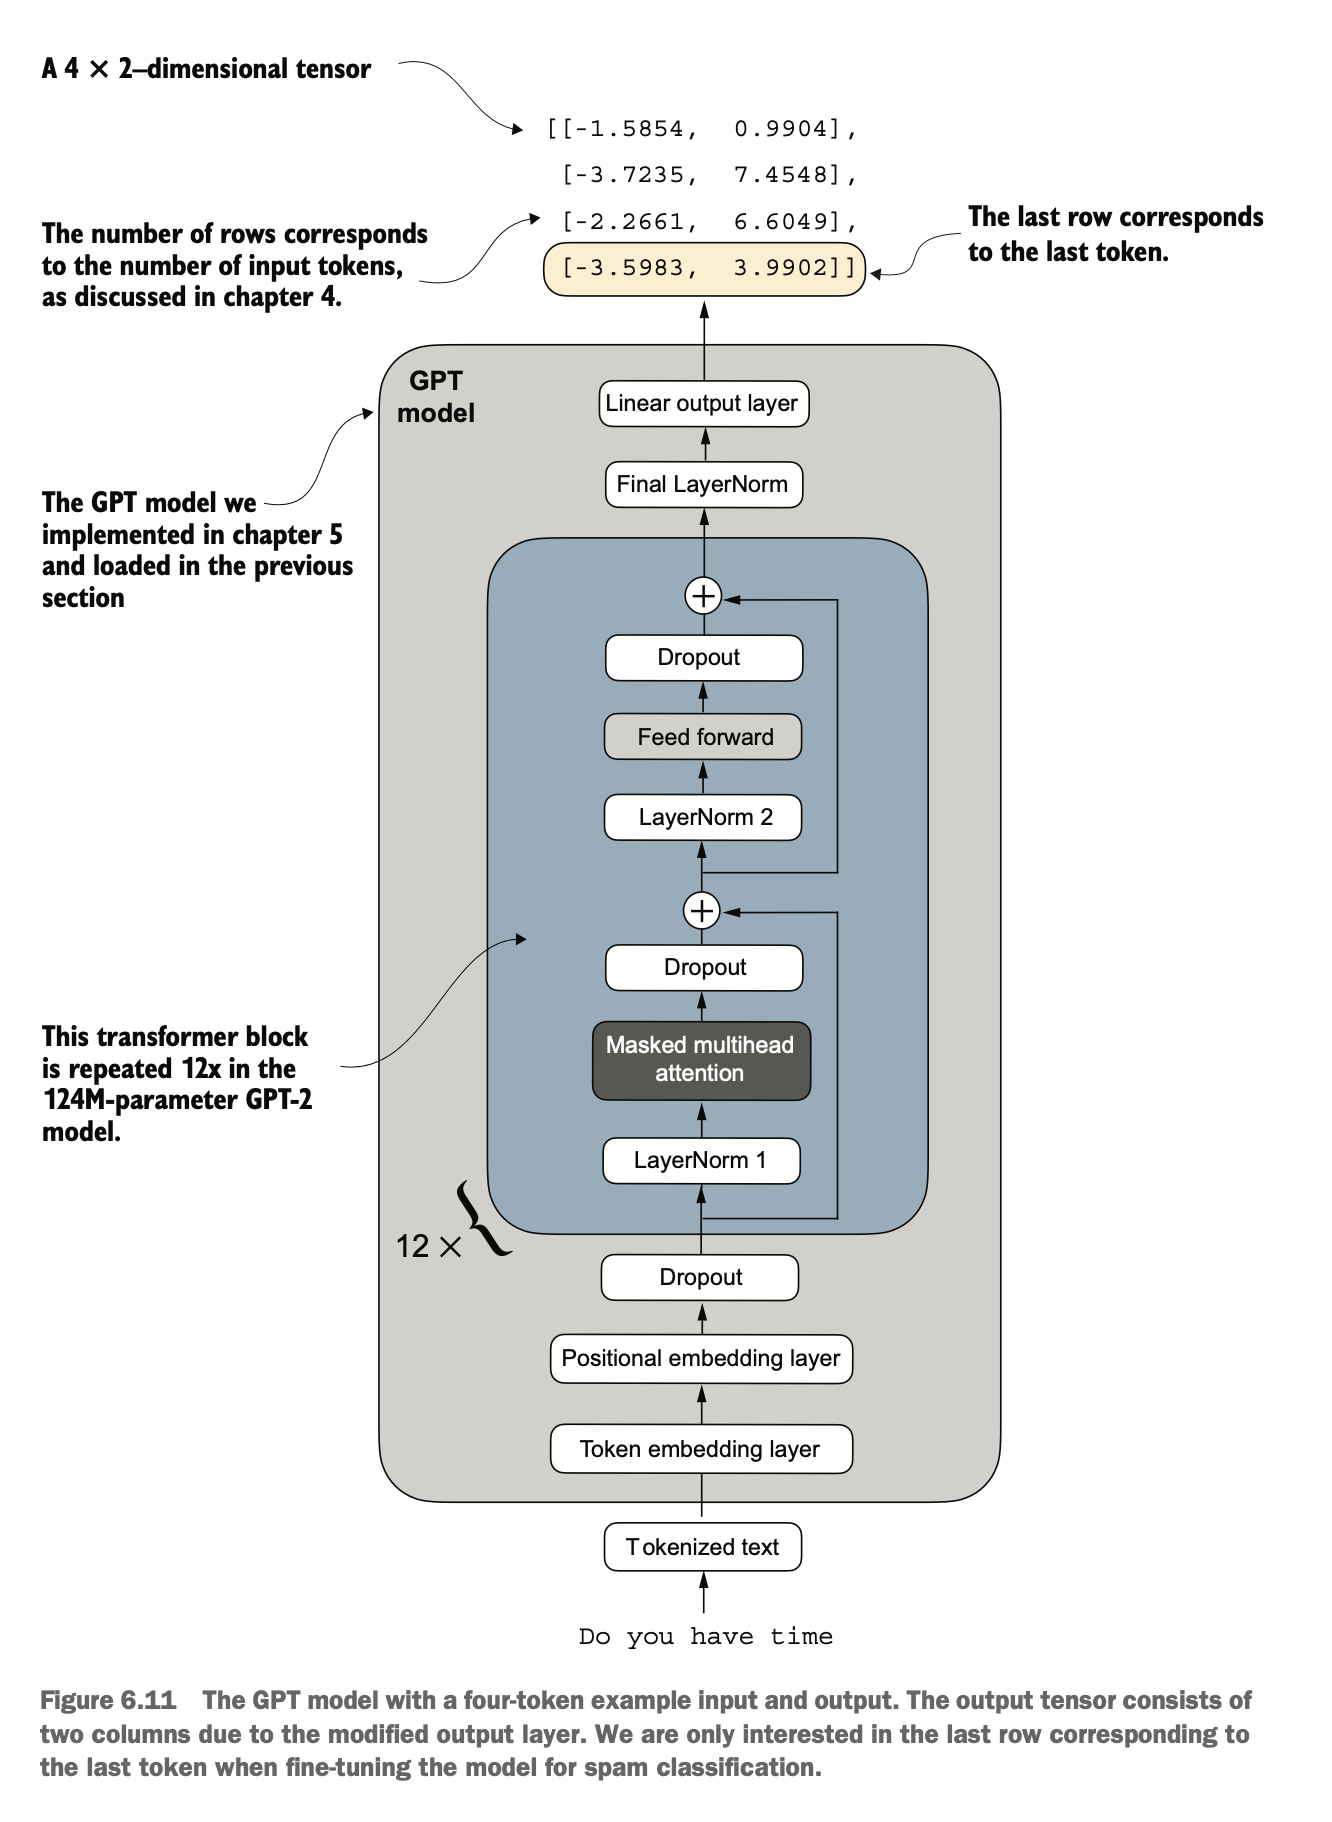 A 4 × 2–dimensional tensor
[[-1.5854,  0.9904],
[-3.7235,  7.4548],
[-2.2661,  6.6049],
[-3.5983,  3.9902]]
The number of rows corresponds
to the number of input tokens,
as discussed in chapter 4.
The last row corresponds
to the last token.
GPT
model
Linear output layer
Final LayerNorm
The GPT model we
implemented in chapter 5
and loaded in the previous
section
+
Dropout
Feed forward
LayerNorm 2
+
Dropout
Masked multihead
attention
LayerNorm 1
This transformer block
is repeated 12x in the
124M-parameter GPT-2
model.
12 × {
Dropout
Positional embedding layer
Token embedding layer
Tokenized text
Do you have time
Figure 6.11 The GPT model with a four-token example input and output. The output tensor consists of
two columns due to the modified output layer. We are only interested in the last row corresponding to
the last token when fine-tuning the model for spam classification.